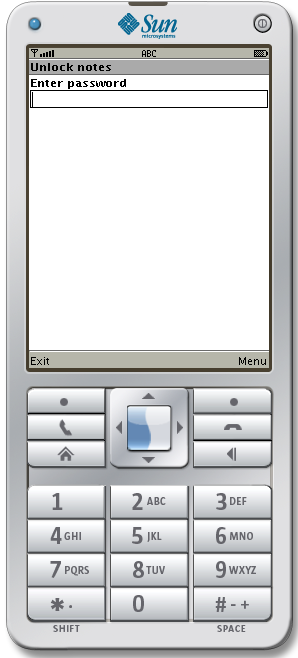 Sun
microsystems
ABC
Unlock notes
Enter password
Exit Menu
1 2 ABC 3 DEF
4 GHI 5 JKL 6 MNO
7 PQRS 8 TUV 9 WXYZ
* . 0 # - +
SHIFT SPACE